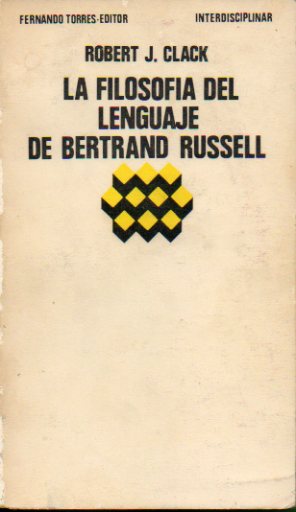 FERNANDO TORRES-EDITOR INTERDISCIPLINAR
ROBERT J. CLACK
LA FILOSOFIA DEL
LENGUAJE
DE BERTRAND RUSSELL